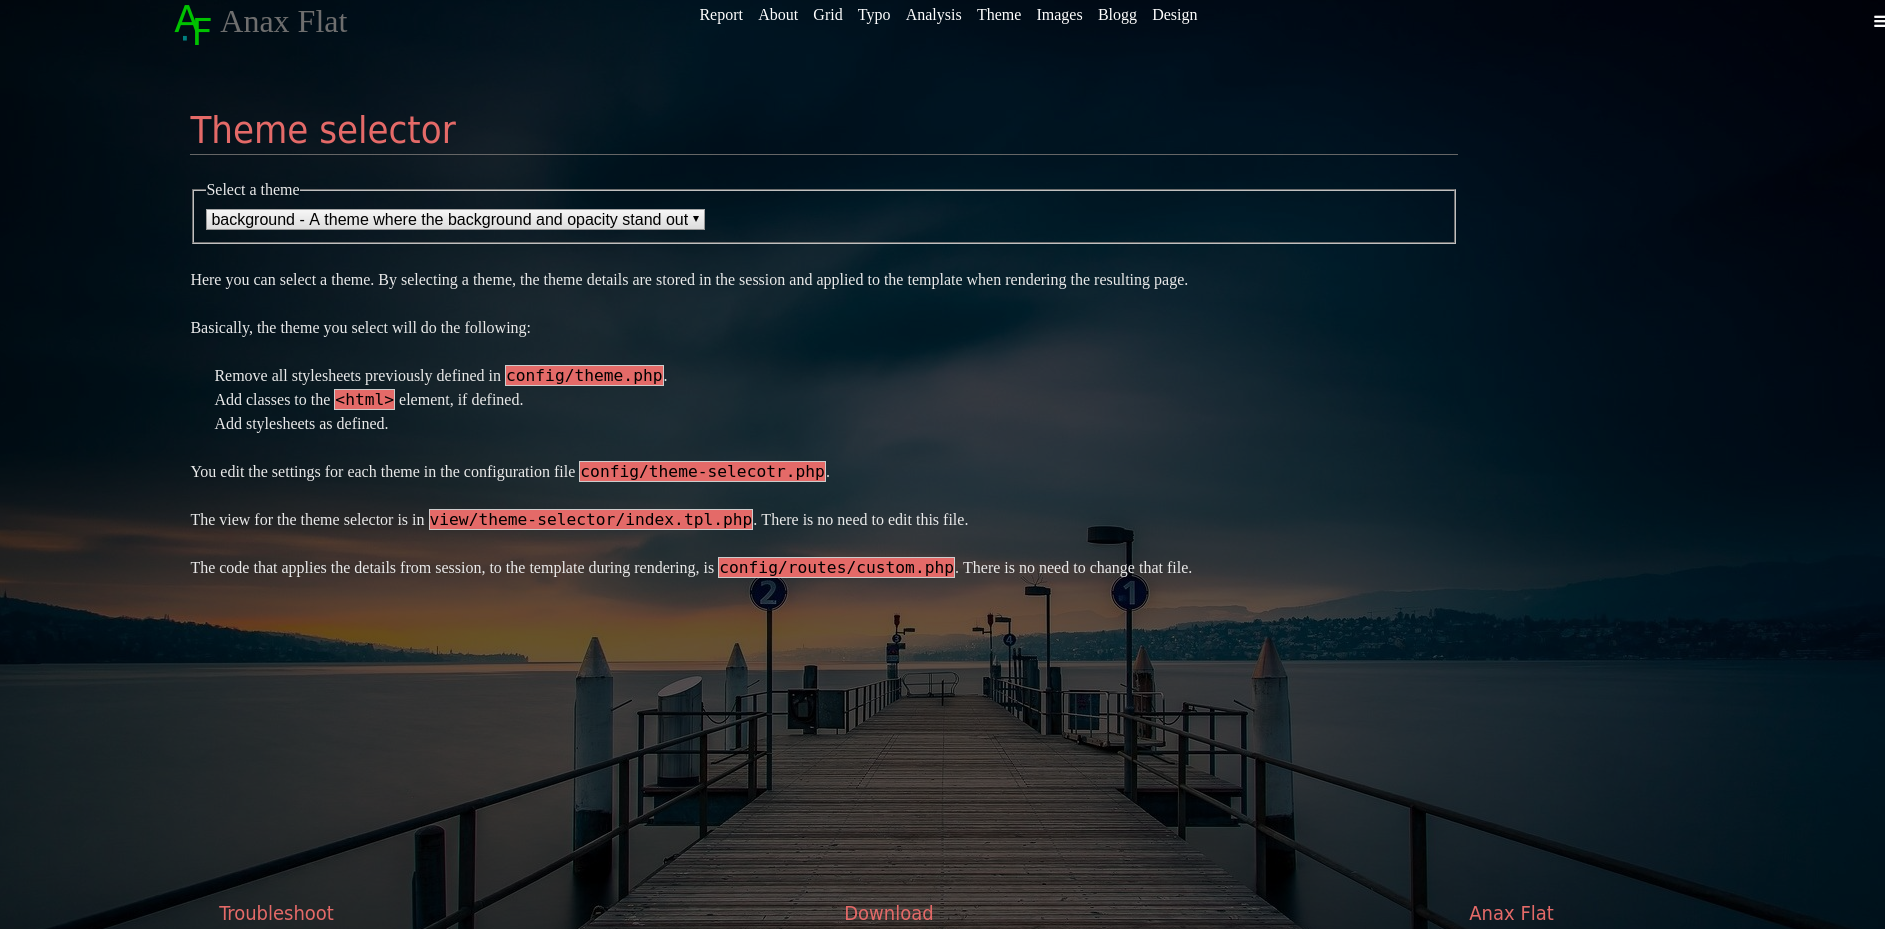 AF Anax Flat
Report About Grid Typo Analysis Theme Images Blogg Design
Theme selector
Select a theme
background - A theme where the background and opacity stand out
Here you can select a theme. By selecting a theme, the theme details are stored in the session and applied to the template when rendering the resulting page.
Basically, the theme you select will do the following:
Remove all stylesheets previously defined in config/theme.php.
Add classes to the <html> element, if defined.
Add stylesheets as defined.
You edit the settings for each theme in the configuration file config/theme-selecotr.php.
The view for the theme selector is in view/theme-selector/index.tpl.php. There is no need to edit this file.
The code that applies the details from session, to the template during rendering, is config/routes/custom.php. There is no need to change that file.
2 1
3 4
Troubleshoot Download Anax Flat